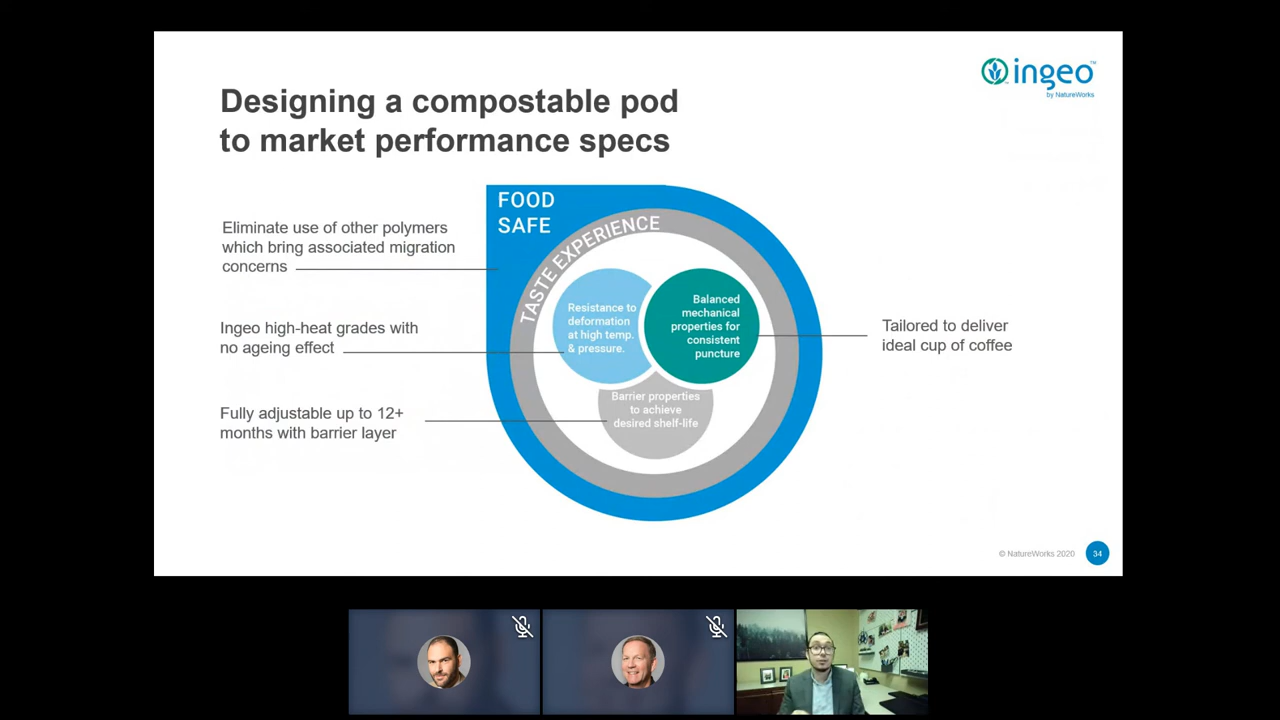 ingeo™
by NatureWorks
Designing a compostable pod
to market performance specs
FOOD
SAFE
TASTE EXPERIENCE
Eliminate use of other polymers
which bring associated migration
concerns
Ingeo high-heat grades with
no ageing effect
Fully adjustable up to 12+
months with barrier layer
Resistance to
deformation
at high temp.
& pressure.
Balanced
mechanical
properties for
consistent
puncture
Barrier properties
to achieve
desired shelf-life
Tailored to deliver
ideal cup of coffee
© NatureWorks 2020
34